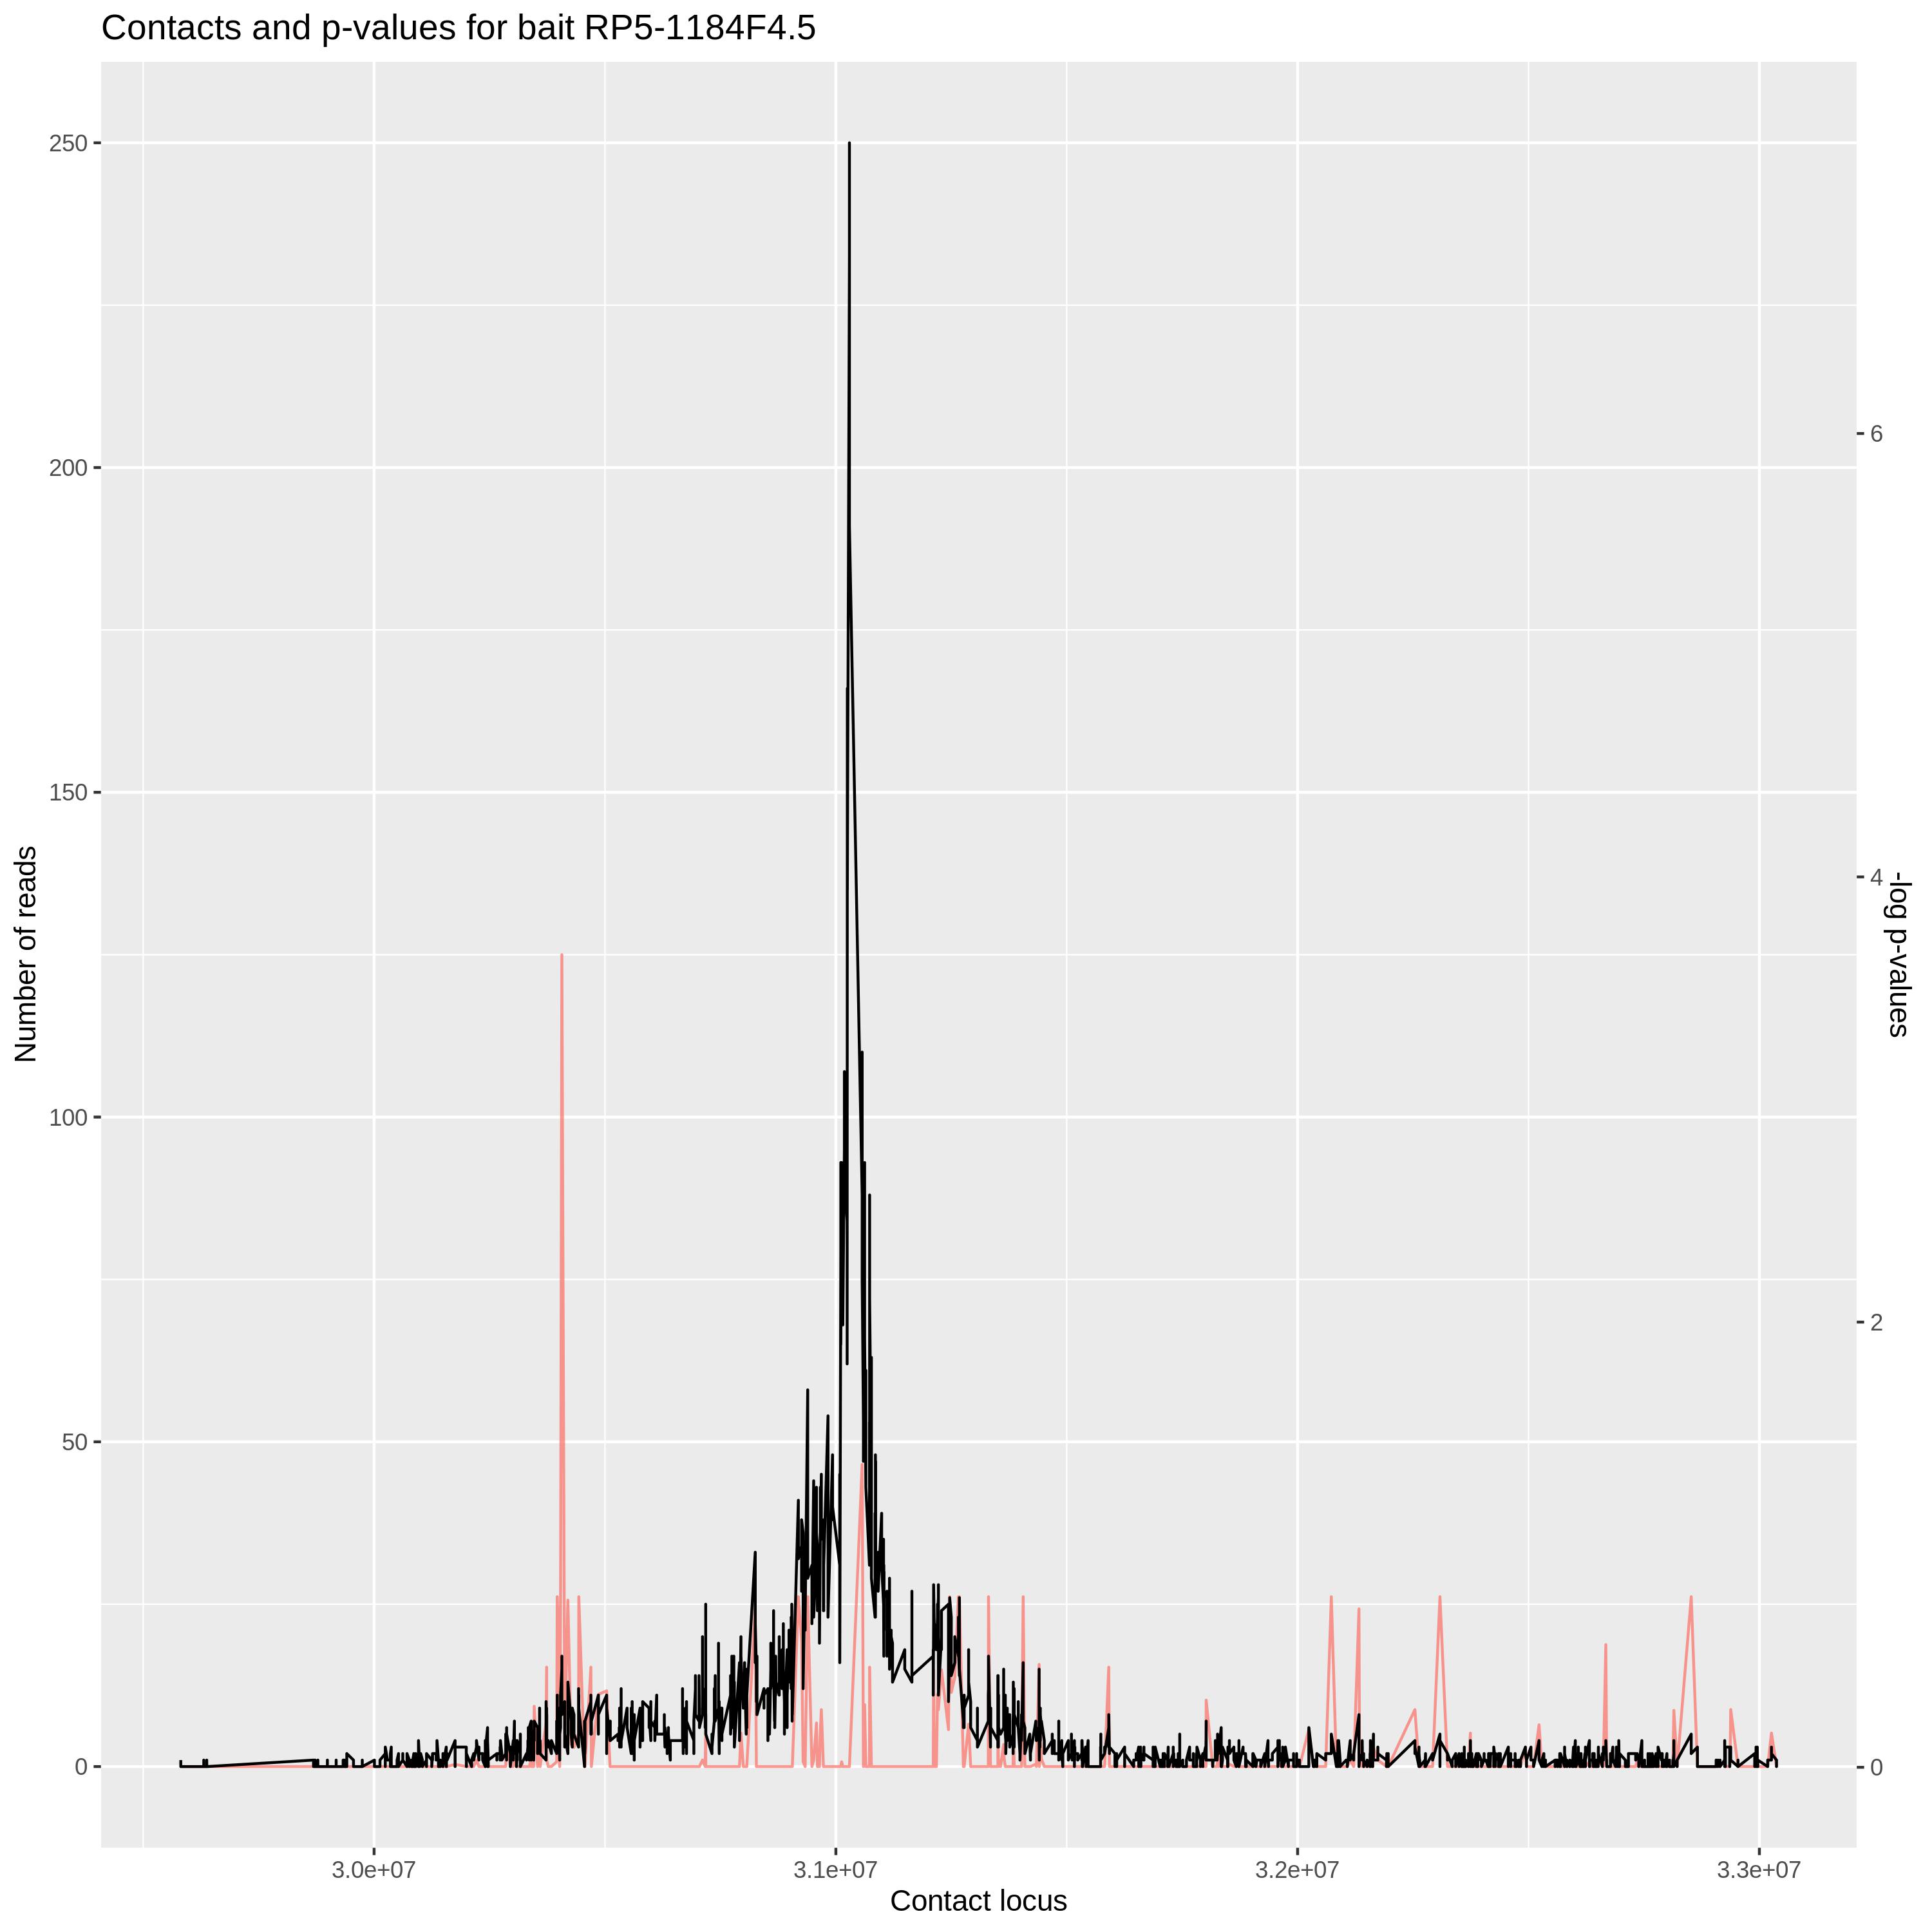 Contacts and p-values for bait RP5-1184F4.5
250
200
150
100
50
0
Number of reads
6
4
2
0
-log p-values
3.0e+07
3.1e+07
3.2e+07
3.3e+07
Contact locus